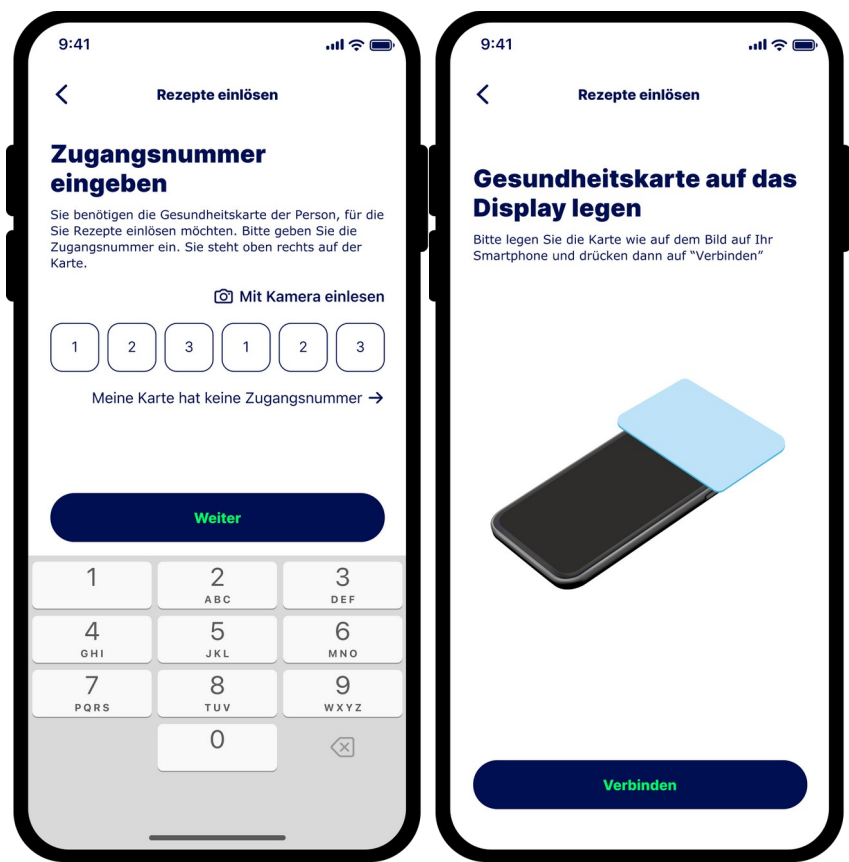 9:41
Rezepte einlösen
Zugangsnummer
eingeben
Sie benötigen die Gesundheitskarte der Person, für die
Sie Rezepte einlösen möchten. Bitte geben Sie die
Zugangsnummer ein. Sie steht oben rechts auf der
Karte.
Mit Kamera einlesen
1 2 3 1 2 3
Meine Karte hat keine Zugangsnummer →
Weiter
1 2 3
ABC DEF
4 5 6
GHI JKL MNO
7 8 9
PQRS TUV WXYZ
0
9:41
Rezepte einlösen
Gesundheitskarte auf das
Display legen
Bitte legen Sie die Karte wie auf dem Bild auf Ihr
Smartphone und drücken dann auf "Verbinden"
Verbinden